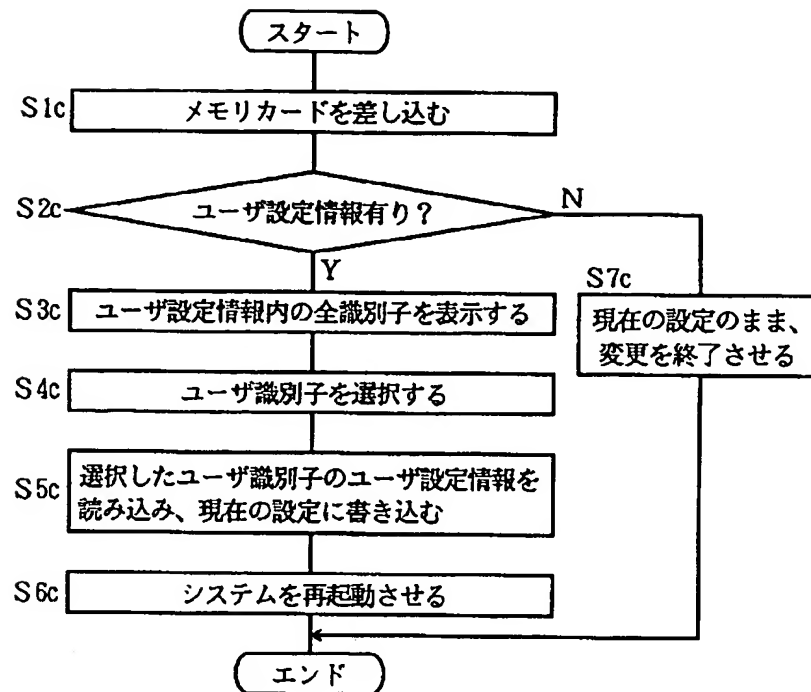 スタート
S1c
メモリカードを差し込む
S2c
ユーザ設定情報有り?
N
Y
S7c
S3c
ユーザ設定情報内の全識別子を表示する
現在の設定のまま、
変更を終了させる
S4c
ユーザ識別子を選択する
S5c
選択したユーザ識別子のユーザ設定情報を
読み込み、現在の設定に書き込む
S6c
システムを再起動させる
エンド